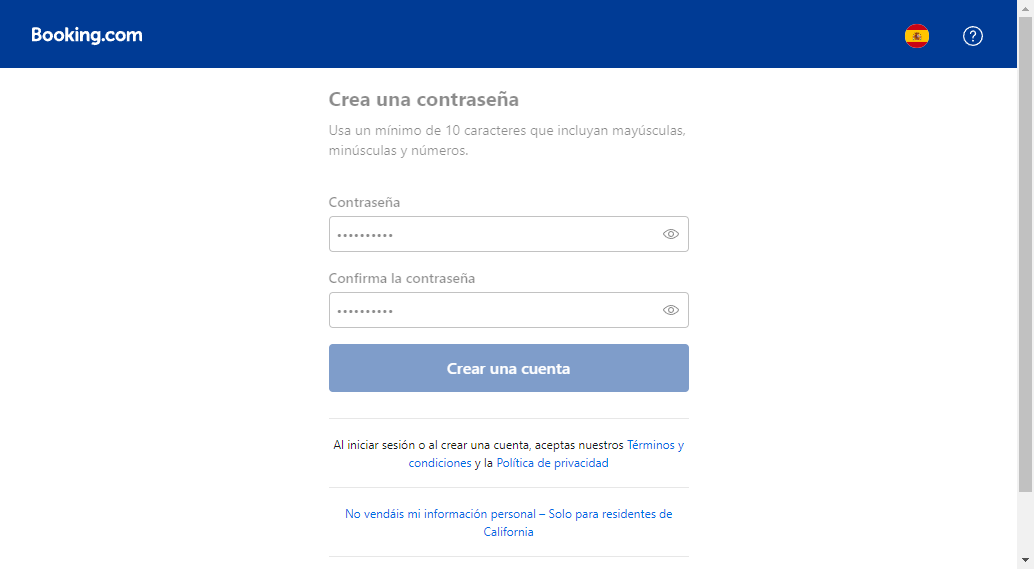 Booking.com
Crea una contraseña
Usa un mínimo de 10 caracteres que incluyan mayúsculas,
minúsculas y números.
Contraseña
••••••••••
Confirma la contraseña
••••••••••
Crear una cuenta
Al iniciar sesión o al crear una cuenta, aceptas nuestros Términos y
condiciones y la Política de privacidad
No vendáis mi información personal – Solo para residentes de
California